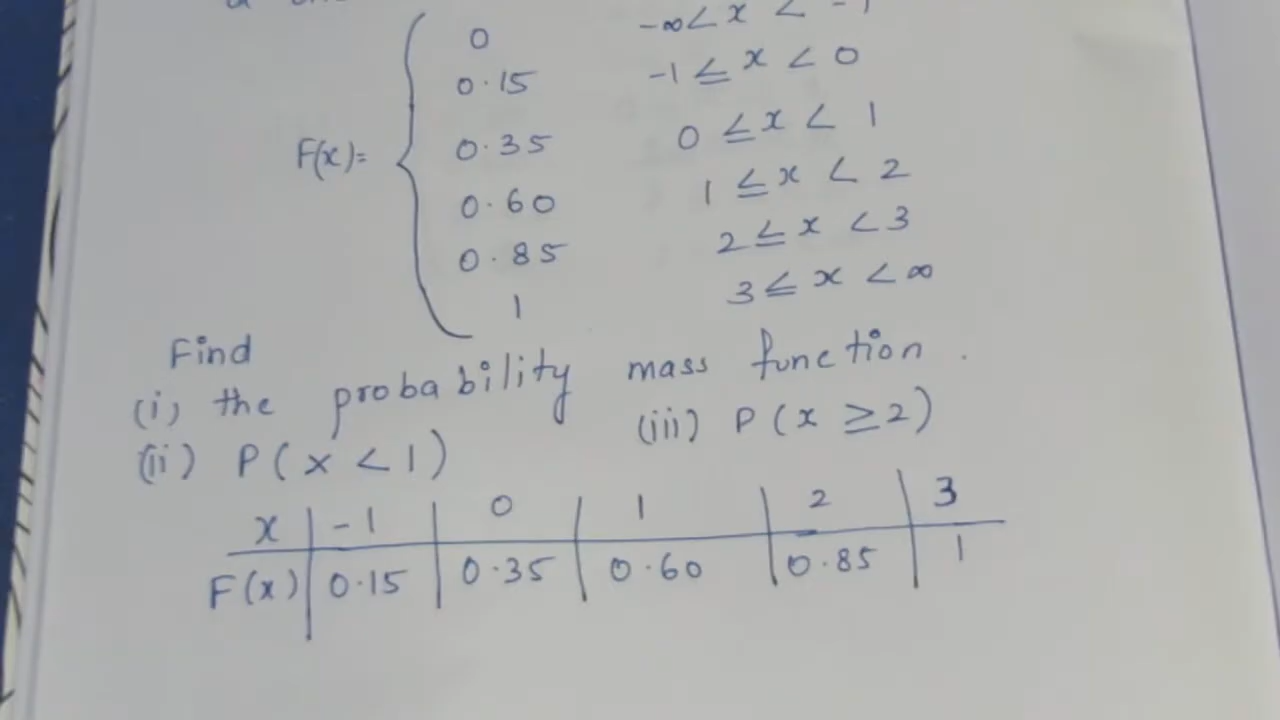 0 -∞ < x < -1
0.15 -1 ≤ x < 0
F(x)= 0.35 0 ≤ x < 1
0.60 1 ≤ x < 2
0.85 2 ≤ x < 3
1 3 ≤ x < ∞
Find
(i) the probability mass function.
(ii) P(x < 1) (iii) P(x ≥ 2)
x -1 0 1 2 3
F(x) 0.15 0.35 0.60 0.85 1